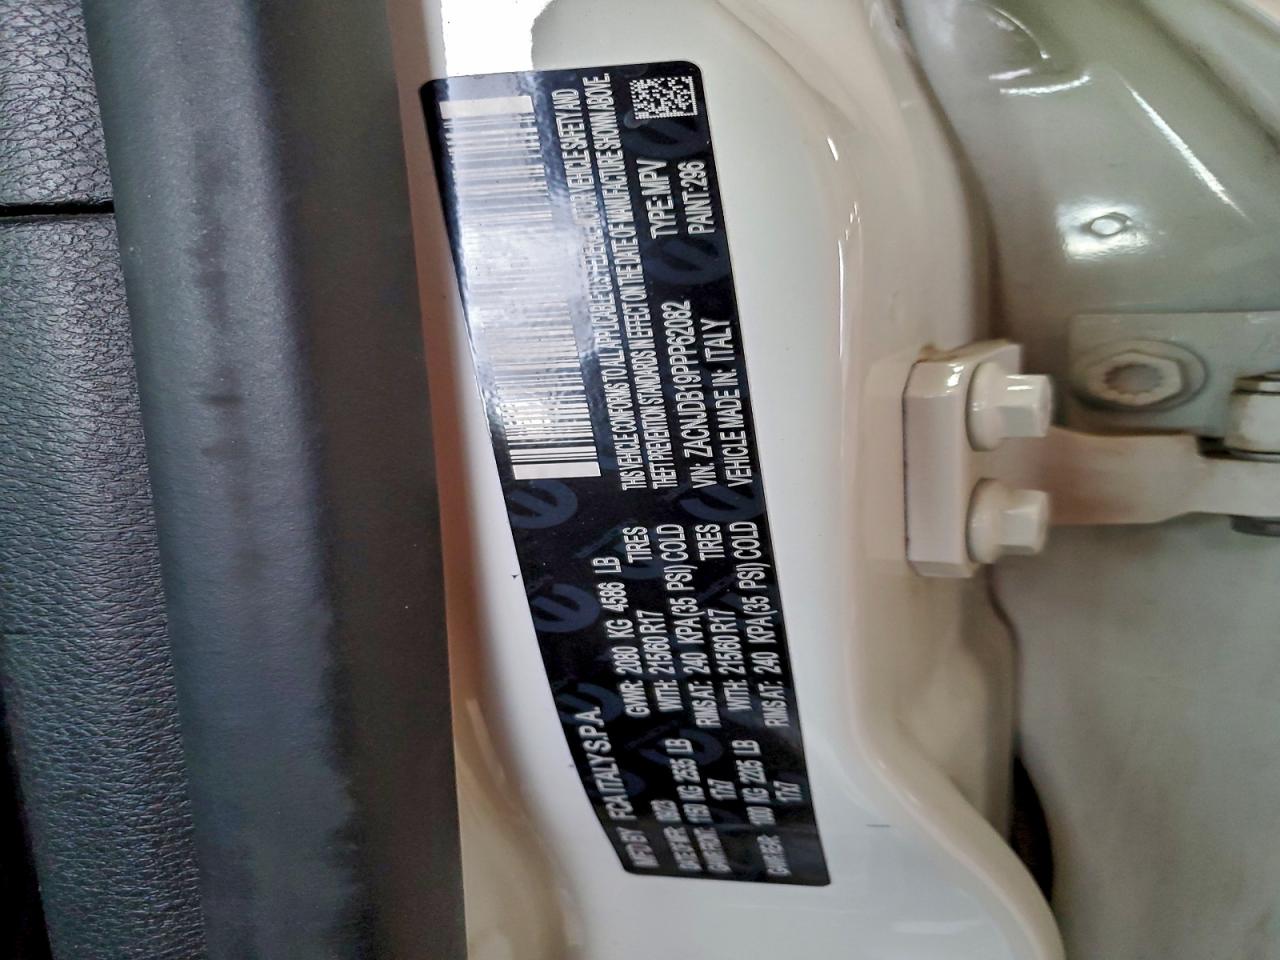 MFD BY FCA ITALY S.P.A.
GVWR: 2080 KG 4586 LB
GAWR FRONT: 1150 KG 2535 LB
WITH: 215/60 R17 TIRES
17x7
RIMS AT: 240 KPA(35 PSI) COLD
GAWR REAR: KG 2205 LB
WITH: 215/60 R17 TIRES
17x7
RIMS AT: 240 KPA(35 PSI) COLD
THIS VEHICLE CONFORMS TO ALL APPLICABLE U.S. FEDERAL MOTOR VEHICLE SAFETY AND
THEFT PREVENTION STANDARDS IN EFFECT ON THE DATE OF MANUFACTURE SHOWN ABOVE.
VIN: ZACNJDB19PPP62082 TYPE: MPV
VEHICLE MADE IN: ITALY PAINT: 296